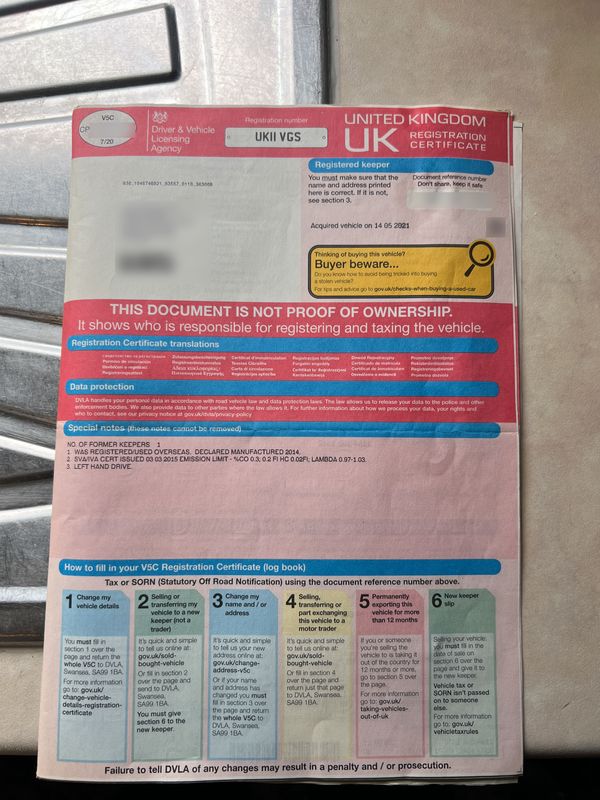 V5C
CP
7/20
Driver & Vehicle
Licensing
Agency
Registration number
UK11 VGS
UNITED KINGDOM
UK REGISTRATION
CERTIFICATE
Registered keeper
You must make sure that the
name and address printed
here is correct. If it is not,
see section 3.
Document reference number
Don't share, keep it safe
Acquired vehicle on 14 05 2021
Thinking of buying this vehicle?
Buyer beware...
Do you know how to avoid being tricked into buying
a stolen vehicle?
For tips and advice go to gov.uk/checks-when-buying-a-used-car
THIS DOCUMENT IS NOT PROOF OF OWNERSHIP.
It shows who is responsible for registering and taxing the vehicle.
Registration Certificate translations
Permiso de circulación
Carta di circolazione
Data protection
DVLA handles your personal data in accordance with road vehicle law and data protection laws. The law allows us to release your data to the police and other
enforcement bodies. We also provide data to other parties where the law allows it. For further information about how we process your data, your rights and
who to contact, see our privacy notice at gov.uk/dvla/privacy-policy
Special notes (these notes cannot be removed)
NO. OF FORMER KEEPERS 1
1. WAS REGISTERED/USED OVERSEAS. DECLARED MANUFACTURED 2014.
2. SVA/IVA CERT ISSUED 03 03 2015 EMISSION LIMIT - %CO 0.3; 0.2 FI HC 0.02FI; LAMBDA 0.97-1.03.
3. LEFT HAND DRIVE.
How to fill in your V5C Registration Certificate (log book)
Tax or SORN (Statutory Off Road Notification) using the document reference number above.
1 Change my
vehicle details
You must fill in
section 1 over the
page and return the
whole V5C to DVLA,
Swansea, SA99 1BA.
For more information
go to: gov.uk/
change-vehicle-
details-registration-
certificate
2 Selling or
transferring my
vehicle to a new
keeper (not a
trader)
It's quick and simple
to tell us online at:
gov.uk/sold-
bought-vehicle
Or fill in section 2
over the page and
send to DVLA,
Swansea,
SA99 1BA.
You must give
section 6 to the
new keeper.
3 Change my
name and / or
address
It's quick and simple
to tell us your new
address online at:
gov.uk/change-
address-v5c
Or if your name
and address has
changed you must
fill in section 3 over
the page and return
the whole V5C to
DVLA, Swansea,
SA99 1BA.
4 Selling,
transferring or
part exchanging
this vehicle to a
motor trader
It's quick and simple
to tell us online at:
gov.uk/sold-
bought-vehicle
Or fill in section 4
over the page and
return just that page
to DVLA, Swansea,
SA99 1BA.
5 Permanently
exporting this
vehicle for more
than 12 months
If you or someone
you're selling the
vehicle to is taking it
out of the country for
12 months or more,
go to section 5 over
the page.
For more information
go to: gov.uk/
taking-vehicles-
out-of-uk
6 New keeper
slip
Selling your vehicle:
you must fill in the
date of sale on
section 6 over the
page and give it to
the new keeper.
Vehicle tax or
SORN isn't passed
on to someone
else.
For more information
go to: gov.uk/
vehicletaxrules
Failure to tell DVLA of any changes may result in a penalty and / or prosecution.